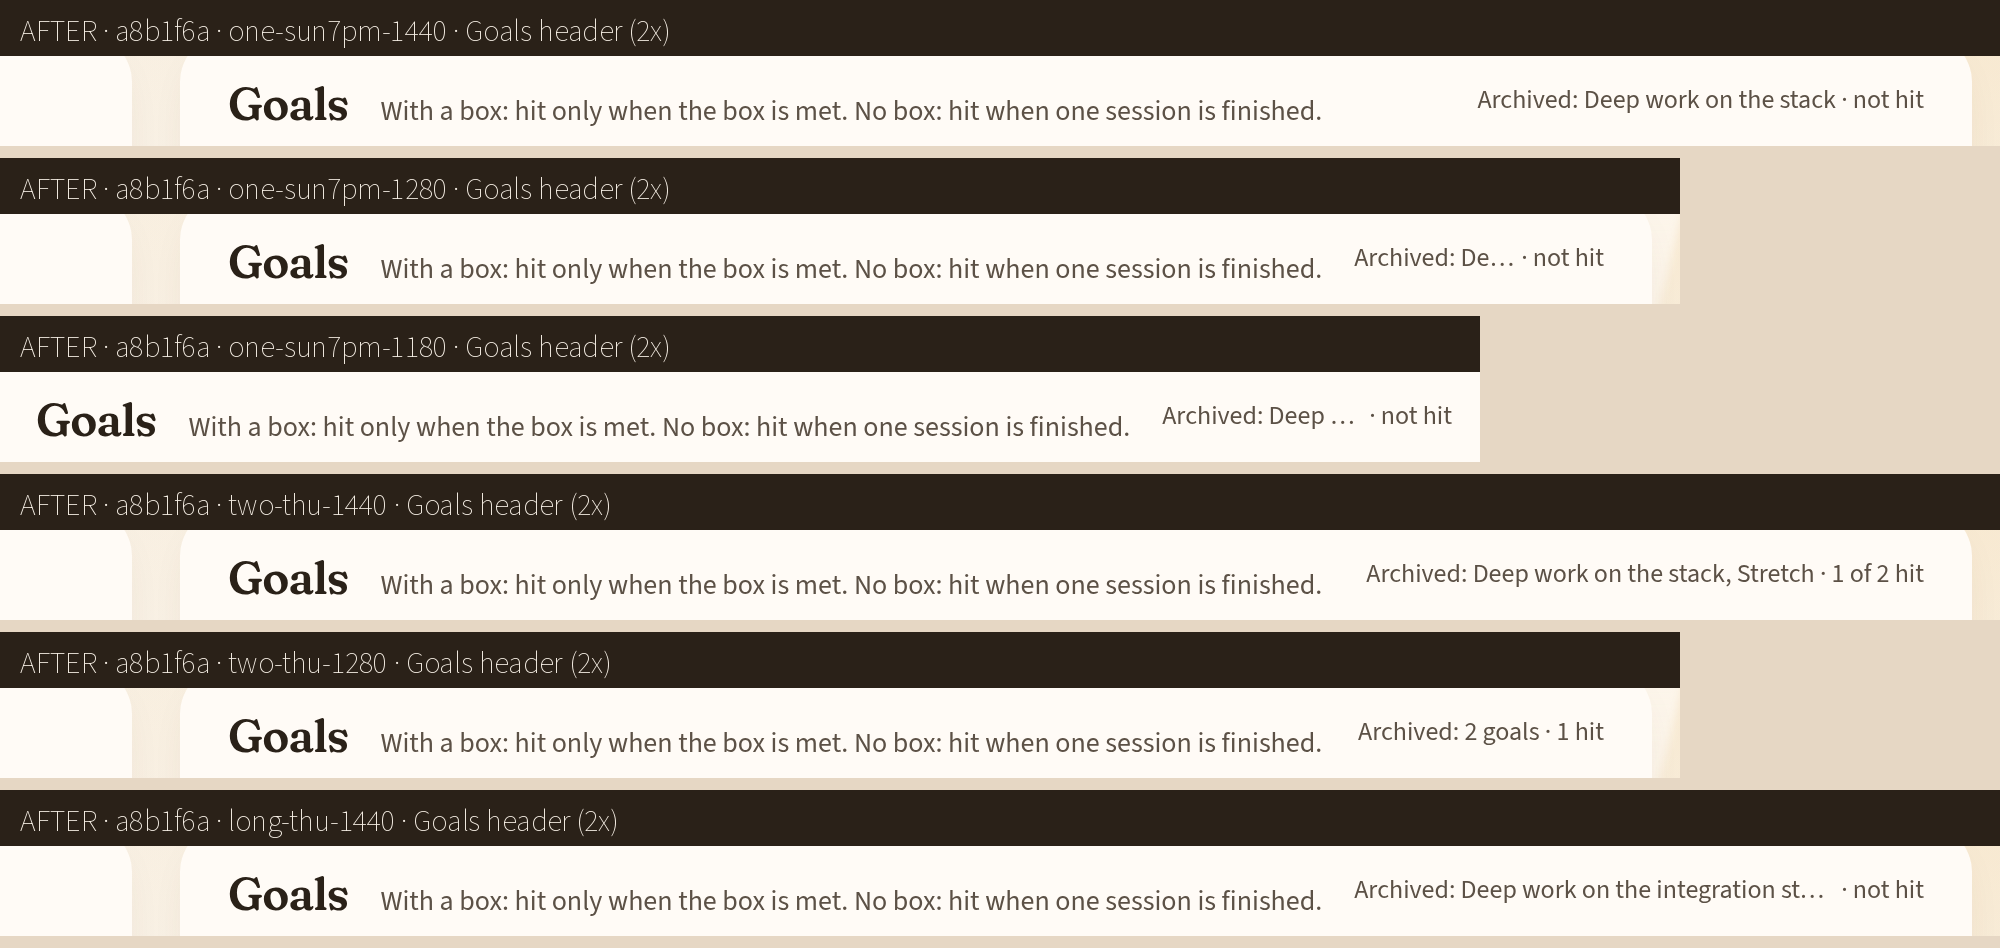 AFTER · a8b1f6a · one-sun7pm-1440 · Goals header (2x)
Goals With a box: hit only when the box is met. No box: hit when one session is finished. Archived: Deep work on the stack · not hit
AFTER · a8b1f6a · one-sun7pm-1280 · Goals header (2x)
Goals With a box: hit only when the box is met. No box: hit when one session is finished. Archived: De… · not hit
AFTER · a8b1f6a · one-sun7pm-1180 · Goals header (2x)
Goals With a box: hit only when the box is met. No box: hit when one session is finished. Archived: Deep … · not hit
AFTER · a8b1f6a · two-thu-1440 · Goals header (2x)
Goals With a box: hit only when the box is met. No box: hit when one session is finished. Archived: Deep work on the stack, Stretch · 1 of 2 hit
AFTER · a8b1f6a · two-thu-1280 · Goals header (2x)
Goals With a box: hit only when the box is met. No box: hit when one session is finished. Archived: 2 goals · 1 hit
AFTER · a8b1f6a · long-thu-1440 · Goals header (2x)
Goals With a box: hit only when the box is met. No box: hit when one session is finished. Archived: Deep work on the integration st… · not hit